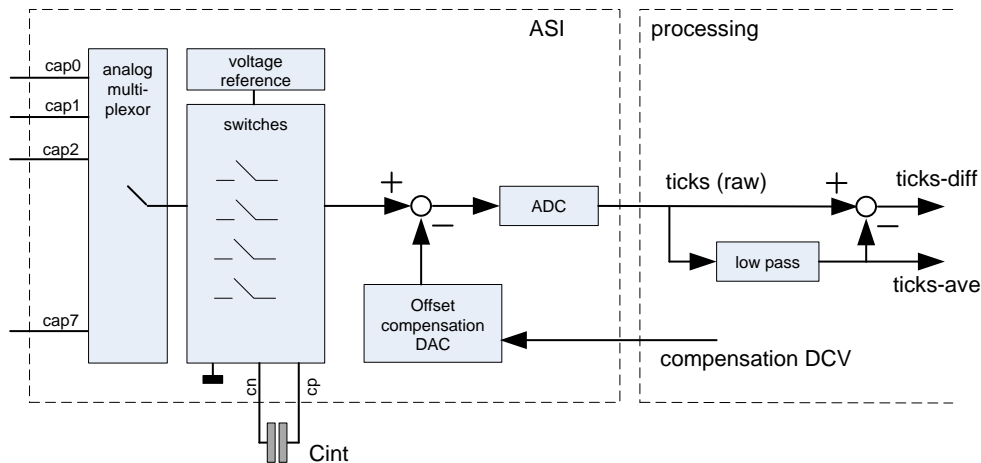 ASI
processing
cap0
cap1
cap2
cap7
analog
multi-
plexor
voltage
reference
switches
+
−
ADC
Offset
compensation
DAC
cn
cp
Cint
ticks (raw)
+
−
ticks-diff
low pass
ticks-ave
compensation DCV